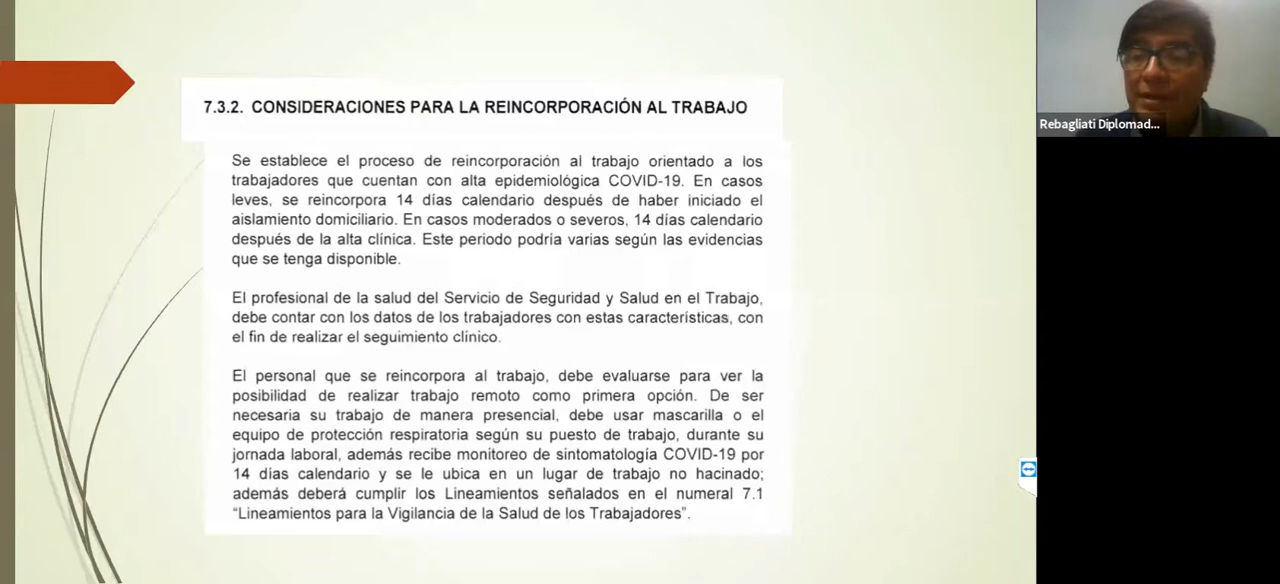 7.3.2. CONSIDERACIONES PARA LA REINCORPORACIÓN AL TRABAJO
Se establece el proceso de reincorporación al trabajo orientado a los
trabajadores que cuentan con alta epidemiológica COVID-19. En casos
leves, se reincorpora 14 días calendario después de haber iniciado el
aislamiento domiciliario. En casos moderados o severos, 14 días calendario
después de la alta clínica. Este periodo podría varias según las evidencias
que se tenga disponible.
El profesional de la salud del Servicio de Seguridad y Salud en el Trabajo,
debe contar con los datos de los trabajadores con estas características, con
el fin de realizar el seguimiento clínico.
El personal que se reincorpora al trabajo, debe evaluarse para ver la
posibilidad de realizar trabajo remoto como primera opción. De ser
necesaria su trabajo de manera presencial, debe usar mascarilla o el
equipo de protección respiratoria según su puesto de trabajo, durante su
jornada laboral, además recibe monitoreo de sintomatología COVID-19 por
14 días calendario y se le ubica en un lugar de trabajo no hacinado;
además deberá cumplir los Lineamientos señalados en el numeral 7.1
“Lineamientos para la Vigilancia de la Salud de los Trabajadores”.
Rebagliati Diplomad...